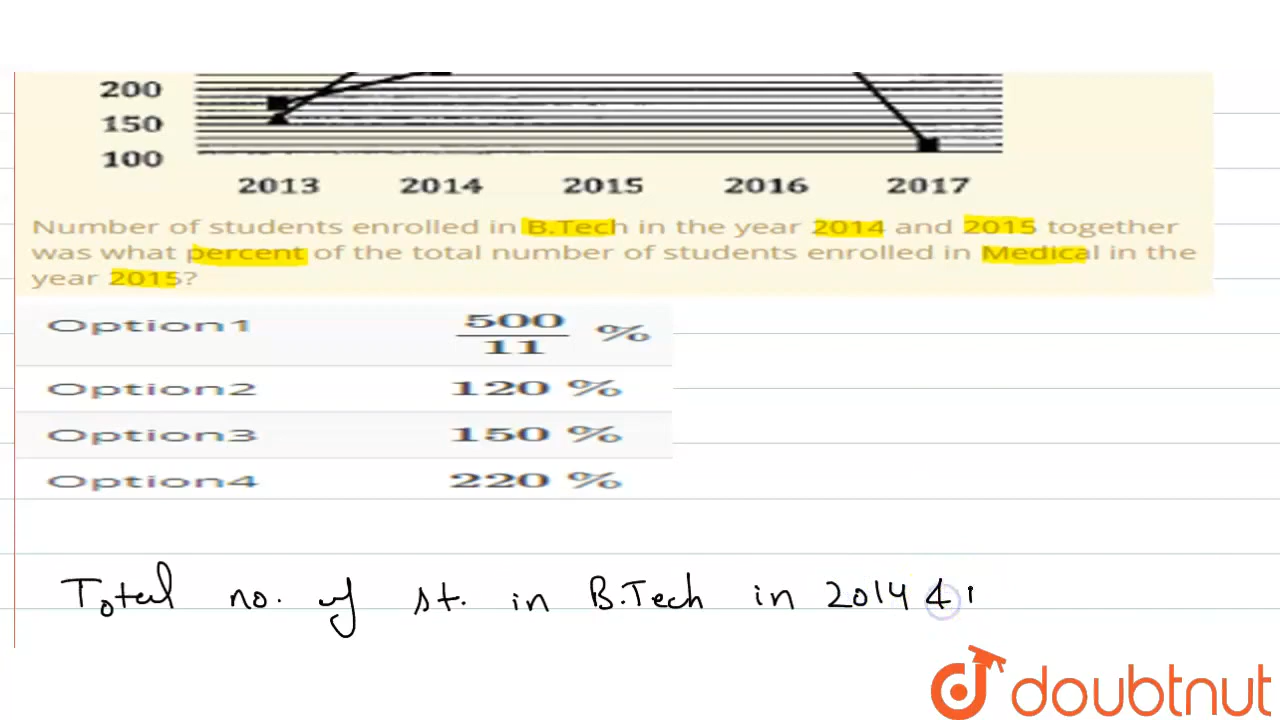 200
150
100
2013 2014 2015 2016 2017
Number of students enrolled in B.Tech in the year 2014 and 2015 together
was what percent of the total number of students enrolled in Medical in the
year 2015?
Option1 500/11 %
Option2 120 %
Option3 150 %
Option4 220 %
Total no. of st. in B.Tech in 2014 &
doubtnut